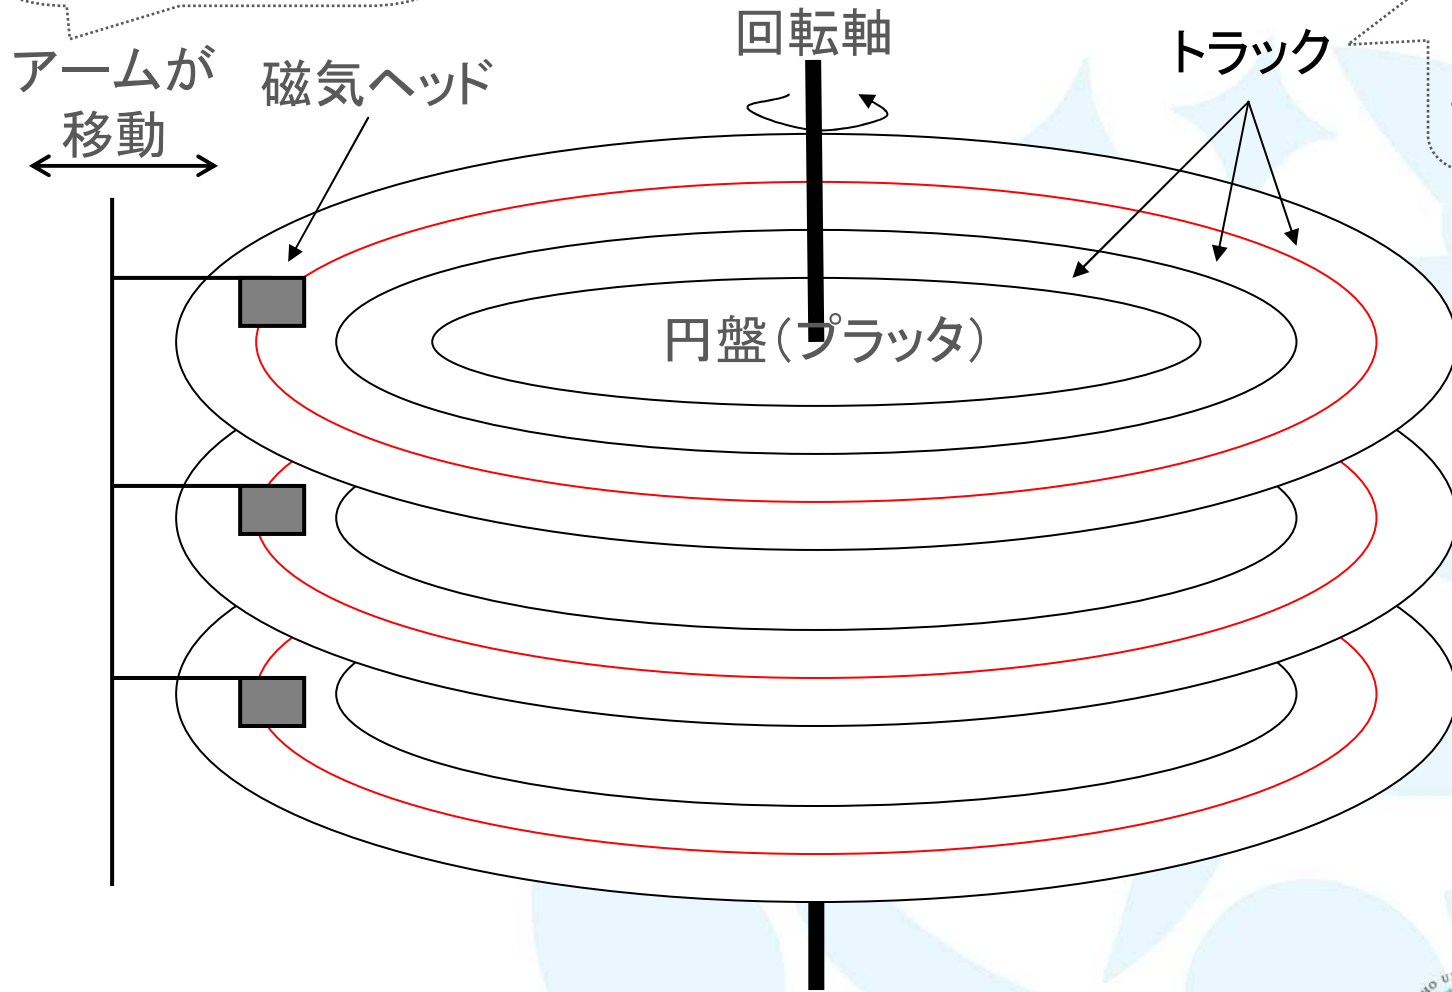 回転軸
トラック
アームが
移動
磁気ヘッド
円盤(プラッタ)